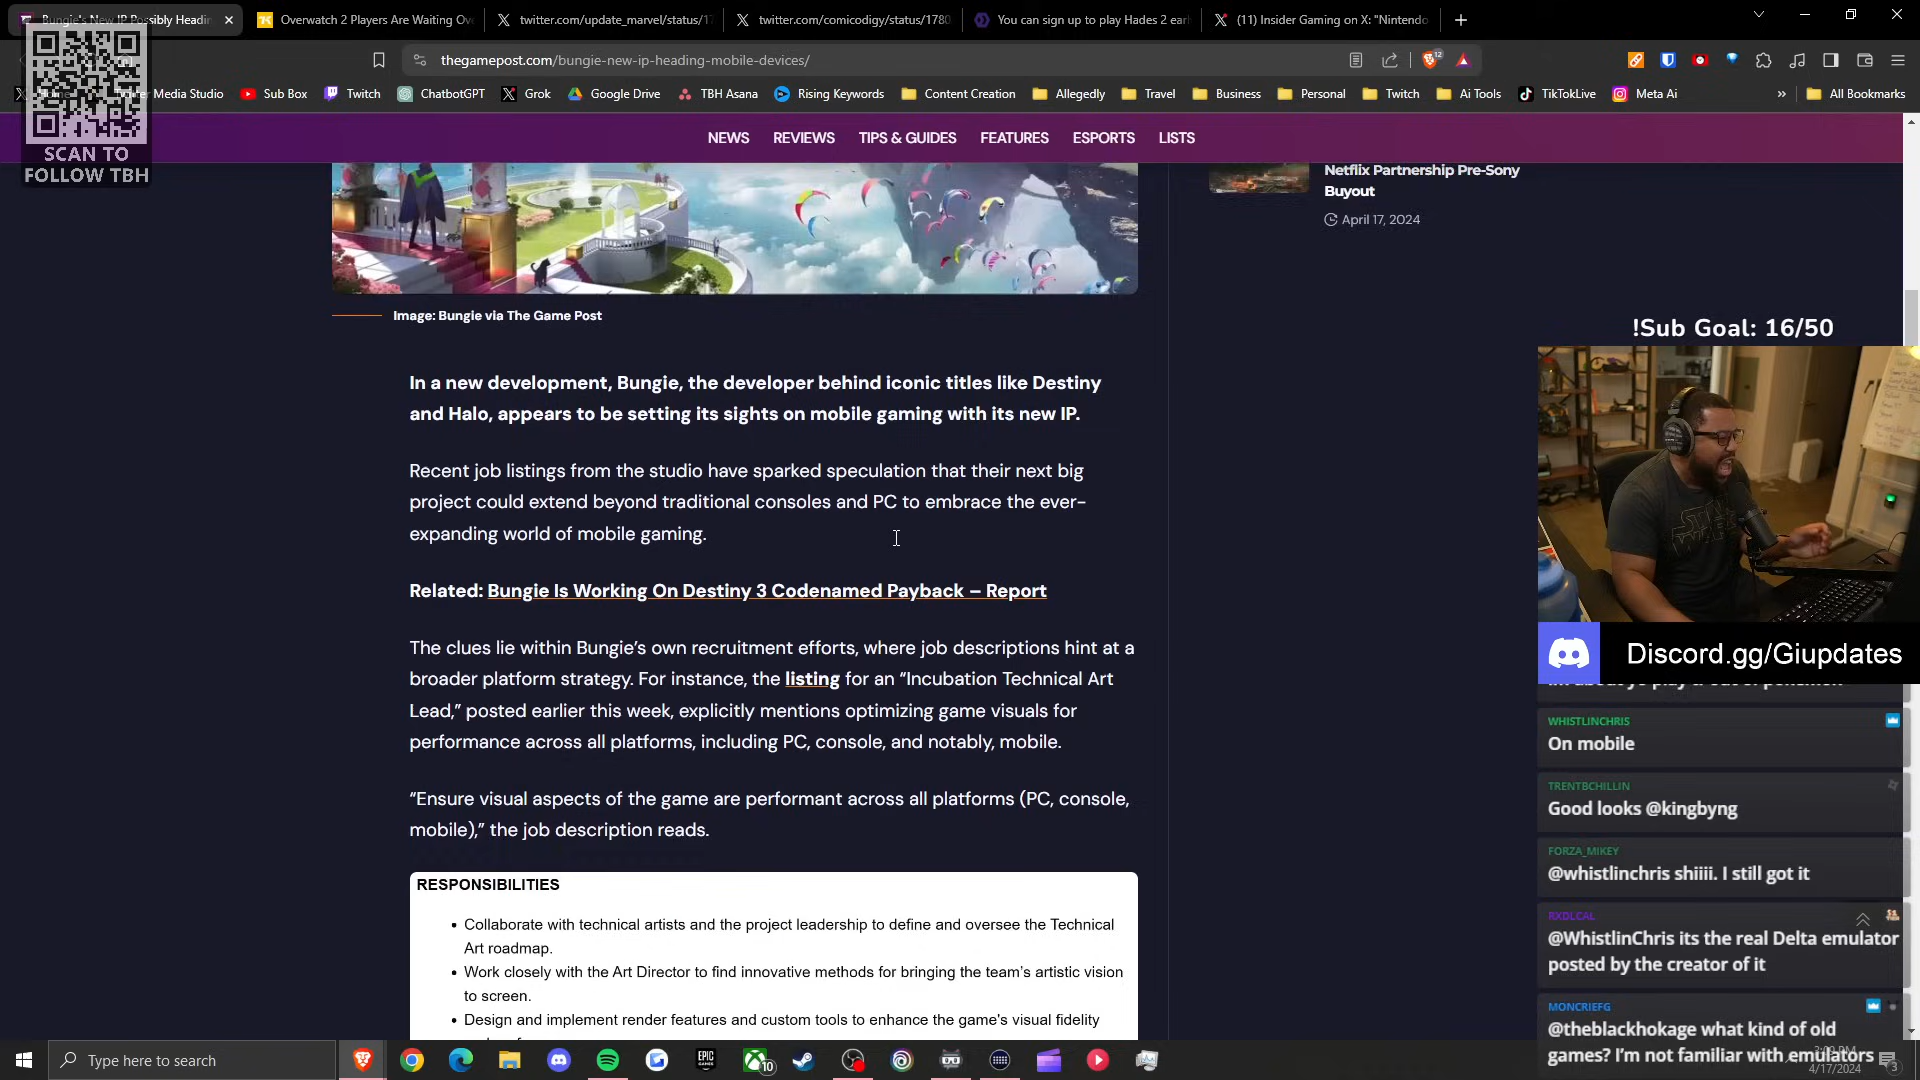 Bungie's New IP Possibly Headin
Overwatch 2 Players Are Waiting Ove
twitter.com/update_marvel/status/17
twitter.com/comicodigy/status/1780
You can sign up to play Hades 2 ear
(11) Insider Gaming on X: "Nintendo
thegamepost.com/bungie-new-ip-heading-mobile-devices/
12
Media Studio
Sub Box
Twitch
ChatbotGPT
Grok
Google Drive
TBH Asana
Rising Keywords
Content Creation
Allegedly
Travel
Business
Personal
Twitch
Ai Tools
TikTokLive
Meta Ai
All Bookmarks
SCAN TO
FOLLOW TBH
NEWS
REVIEWS
TIPS & GUIDES
FEATURES
ESPORTS
LISTS
Netflix Partnership Pre-Sony
Buyout
April 17, 2024
Image: Bungie via The Game Post
!Sub Goal: 16/50
In a new development, Bungie, the developer behind iconic titles like Destiny
and Halo, appears to be setting its sights on mobile gaming with its new IP.
Recent job listings from the studio have sparked speculation that their next big
project could extend beyond traditional consoles and PC to embrace the ever-
expanding world of mobile gaming.
Related: Bungie Is Working On Destiny 3 Codenamed Payback – Report
The clues lie within Bungie's own recruitment efforts, where job descriptions hint at a
broader platform strategy. For instance, the listing for an “Incubation Technical Art
Lead,” posted earlier this week, explicitly mentions optimizing game visuals for
performance across all platforms, including PC, console, and notably, mobile.
“Ensure visual aspects of the game are performant across all platforms (PC, console,
mobile),” the job description reads.
RESPONSIBILITIES
• Collaborate with technical artists and the project leadership to define and oversee the Technical
Art roadmap.
• Work closely with the Art Director to find innovative methods for bringing the team's artistic vision
to screen.
• Design and implement render features and custom tools to enhance the game's visual fidelity
Discord.gg/Giupdates
WHISTLINCHRIS
On mobile
TRENTBCHILLIN
Good looks @kingbyng
FORZA_MIKEY
@whistlinchris shiiii. I still got it
RXDLCAL
@WhistlinChris its the real Delta emulator
posted by the creator of it
MONCRIEFG
@theblackhokage what kind of old
games? I'm not familiar with emulators
Type here to search
EPIC
GAMES
10
4/17/2024
3